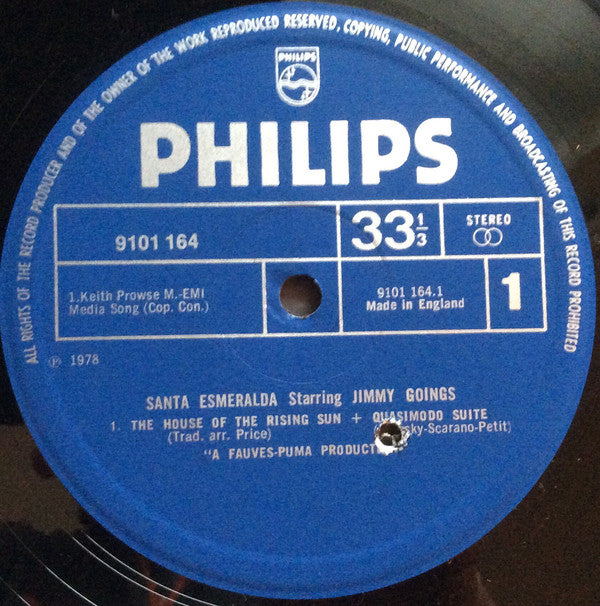 ALL RIGHTS OF THE RECORD PRODUCER AND OF THE OWNER OF THE WORK REPRODUCED RESERVED, COPYING, PUBLIC PERFORMANCE AND BROADCASTING OF THIS RECORD PROHIBITED
PHILIPS
PHILIPS
9101 164
33⅓
STEREO
1.Keith Prowse M.-EMI
Media Song (Cop. Con.)
9101 164.1
Made in England
1
℗ 1978
SANTA ESMERALDA Starring JIMMY GOINGS
1. THE HOUSE OF THE RISING SUN + QUASIMODO SUITE
(Trad. arr. Price) sky-Scarano-Petit)
"A FAUVES-PUMA PRODUCT